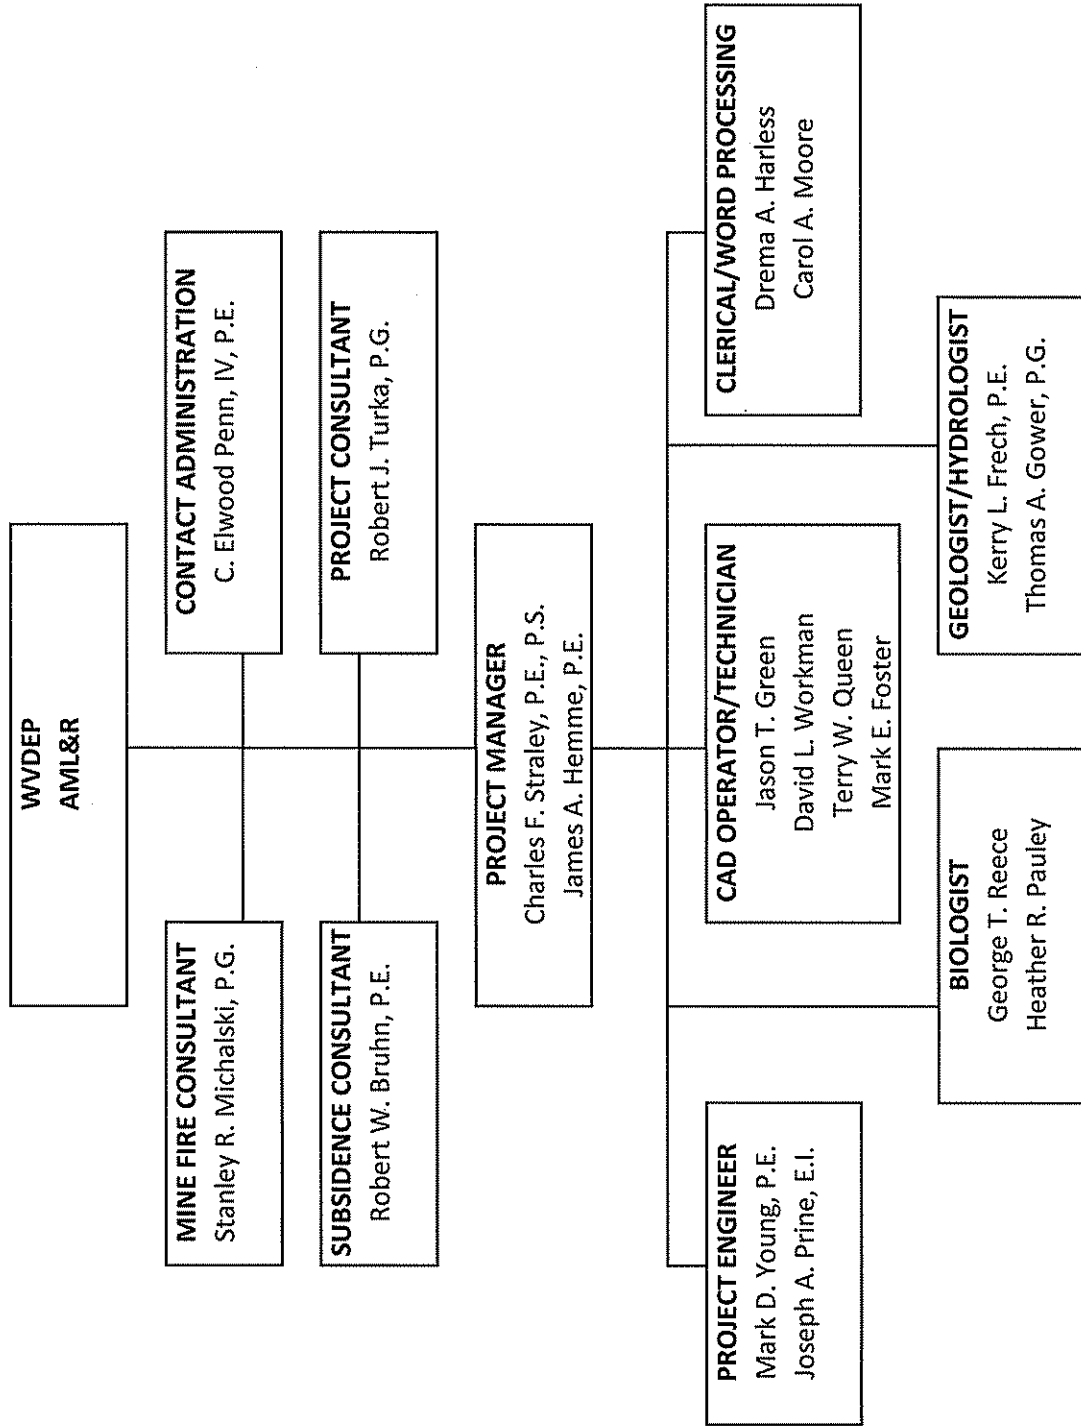 WVDEP
AML&R
MINE FIRE CONSULTANT
Stanley R. Michalski, P.G.
CONTACT ADMINISTRATION
C. Elwood Penn, IV, P.E.
SUBSIDENCE CONSULTANT
Robert W. Bruhn, P.E.
PROJECT CONSULTANT
Robert J. Turka, P.G.
PROJECT MANAGER
Charles F. Straley, P.E., P.S.
James A. Hemme, P.E.
PROJECT ENGINEER
Mark D. Young, P.E.
Joseph A. Prine, E.I.
CAD OPERATOR/TECHNICIAN
Jason T. Green
David L. Workman
Terry W. Queen
Mark E. Foster
CLERICAL/WORD PROCESSING
Drema A. Harless
Carol A. Moore
BIOLOGIST
George T. Reece
Heather R. Pauley
GEOLOGIST/HYDROLOGIST
Kerry L. Frech, P.E.
Thomas A. Gower, P.G.